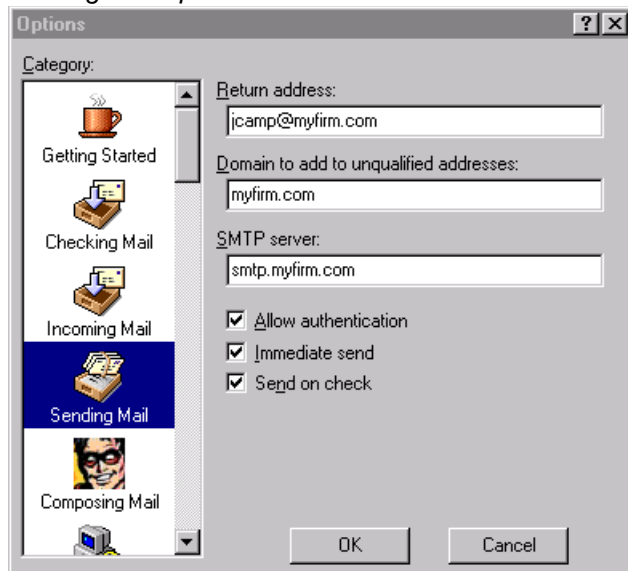 Options
Category:
Getting Started
Checking Mail
Incoming Mail
Sending Mail
Composing Mail
Return address:
jcamp@myfirm.com
Domain to add to unqualified addresses:
myfirm.com
SMTP server:
smtp.myfirm.com
Allow authentication
Immediate send
Send on check
OK
Cancel